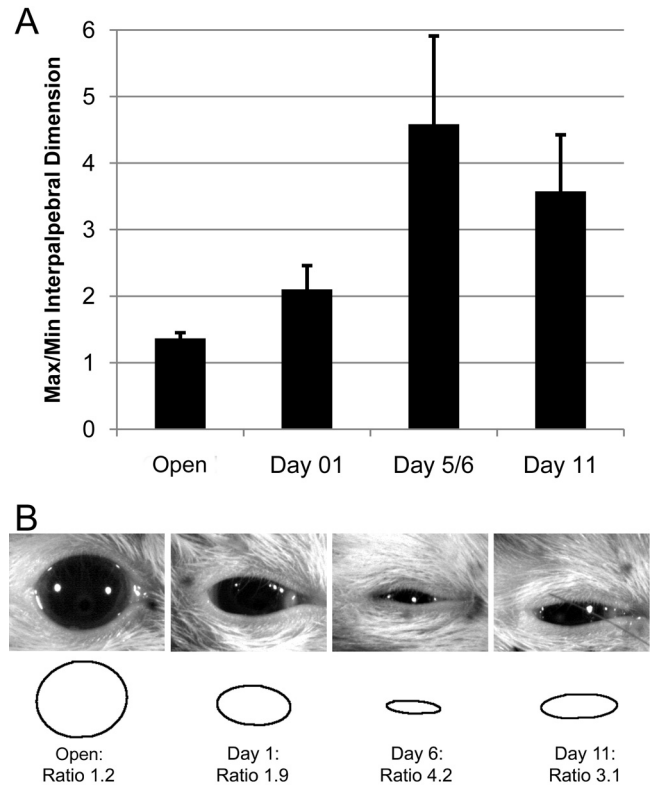 A
Max/Min Interpalpebral Dimension
6
5
4
3
2
1
0
Open
Day 01
Day 5/6
Day 11
B
Open:
Ratio 1.2
Day 1:
Ratio 1.9
Day 6:
Ratio 4.2
Day 11:
Ratio 3.1